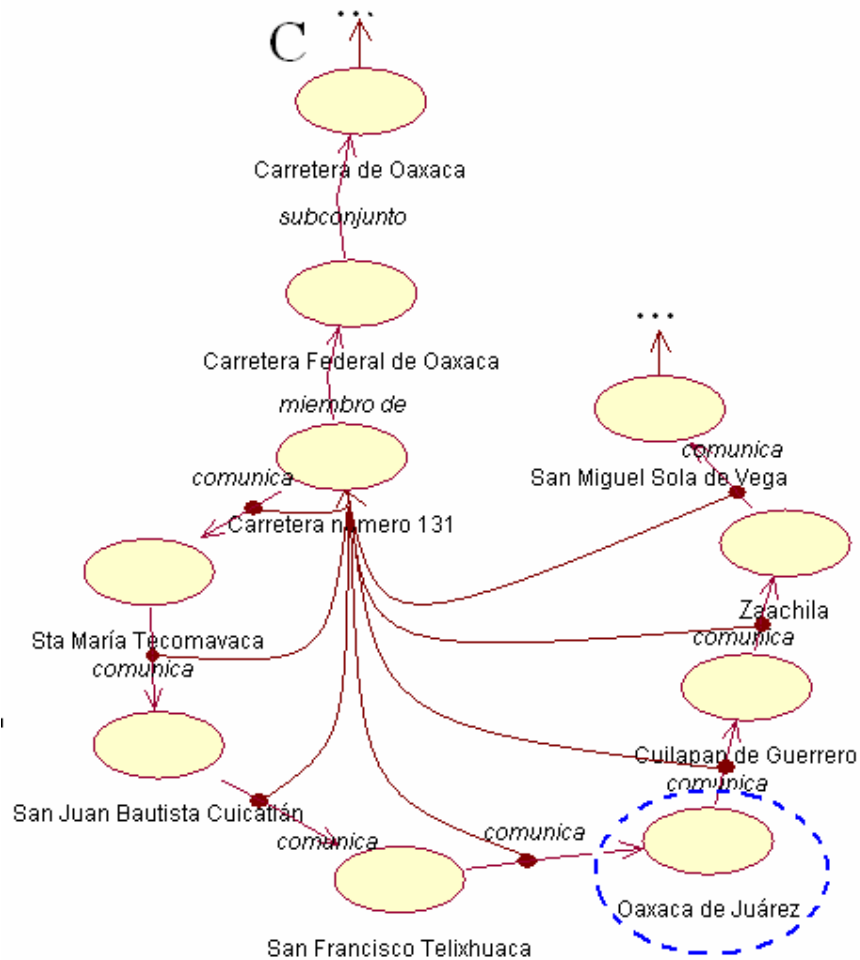 ...
C
Carretera de Oaxaca
subconjunto
...
Carretera Federal de Oaxaca
miembro de
comunica
comunica
San Miguel Sola de Vega
Carretera número 131
Zaachila
comunica
Sta María Tecomavaca
comunica
Cuilapan de Guerrero
comunica
San Juan Bautista Cuicatlán
comunica
comunica
Oaxaca de Juárez
San Francisco Telixhuaca